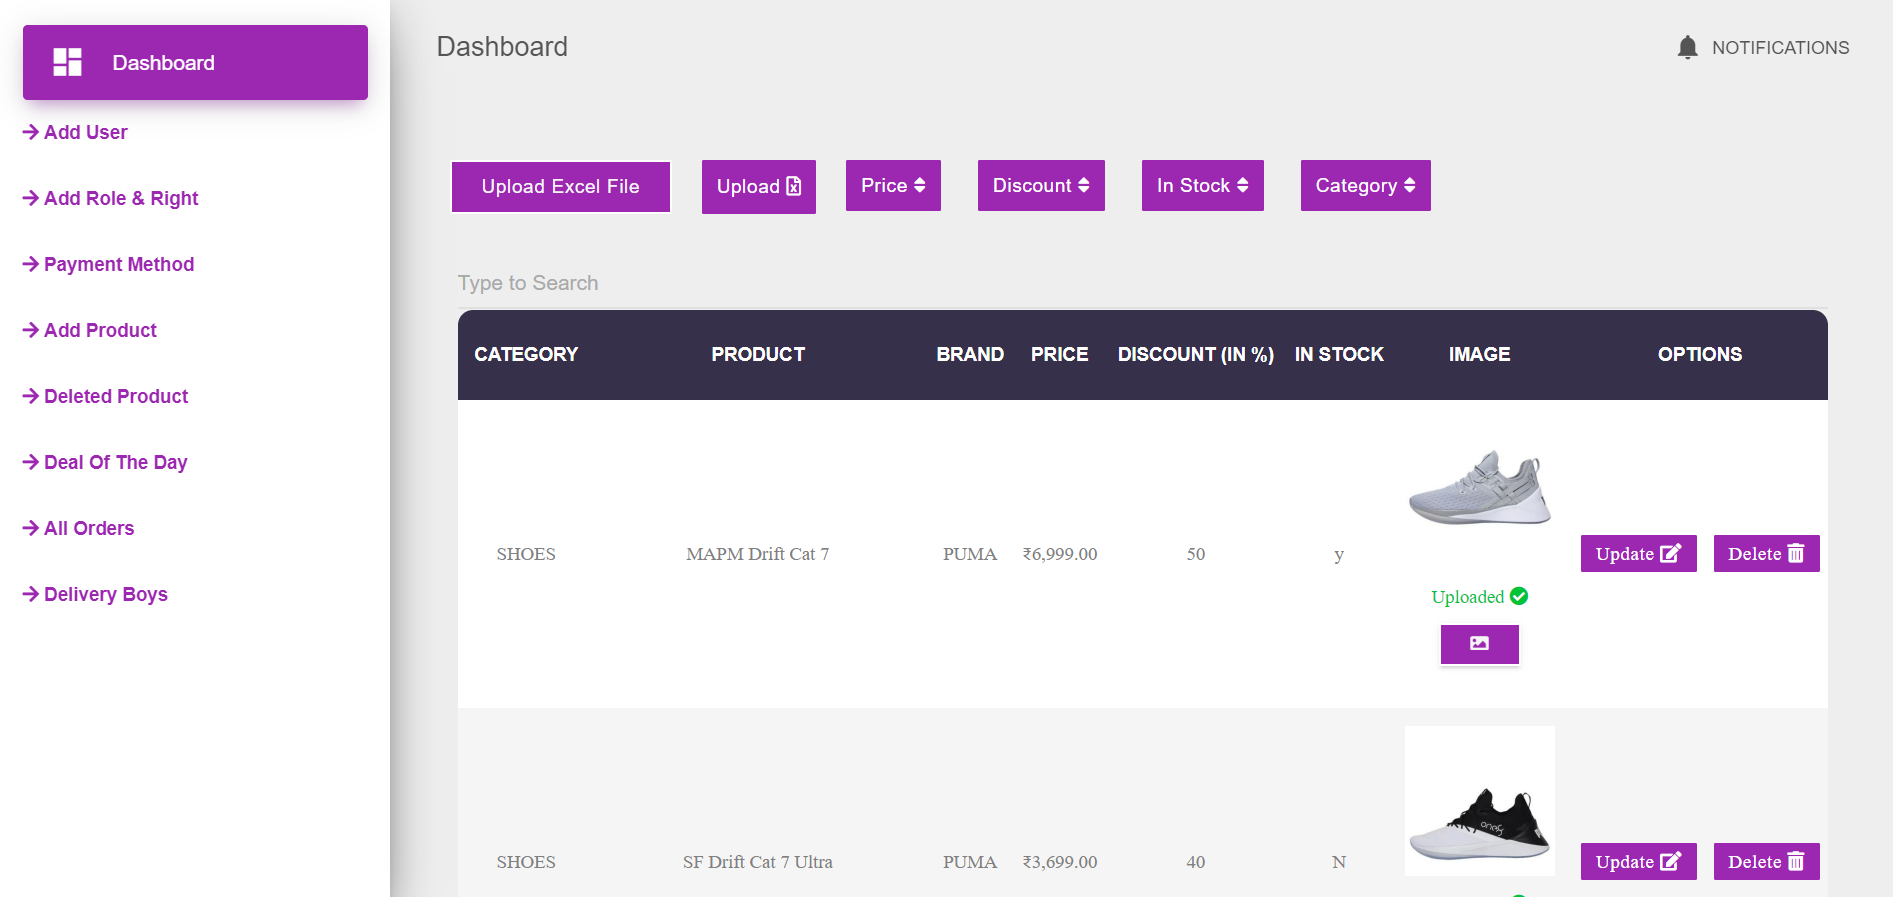 Dashboard
Add User
Add Role & Right
Payment Method
Add Product
Deleted Product
Deal Of The Day
All Orders
Delivery Boys
Dashboard
NOTIFICATIONS
Upload Excel File
Upload
Price
Discount
In Stock
Category
Type to Search
CATEGORY PRODUCT BRAND PRICE DISCOUNT (IN %) IN STOCK IMAGE OPTIONS
SHOES MAPM Drift Cat 7 PUMA ₹6,999.00 50 y Update Delete
Uploaded
SHOES SF Drift Cat 7 Ultra PUMA ₹3,699.00 40 N Update Delete